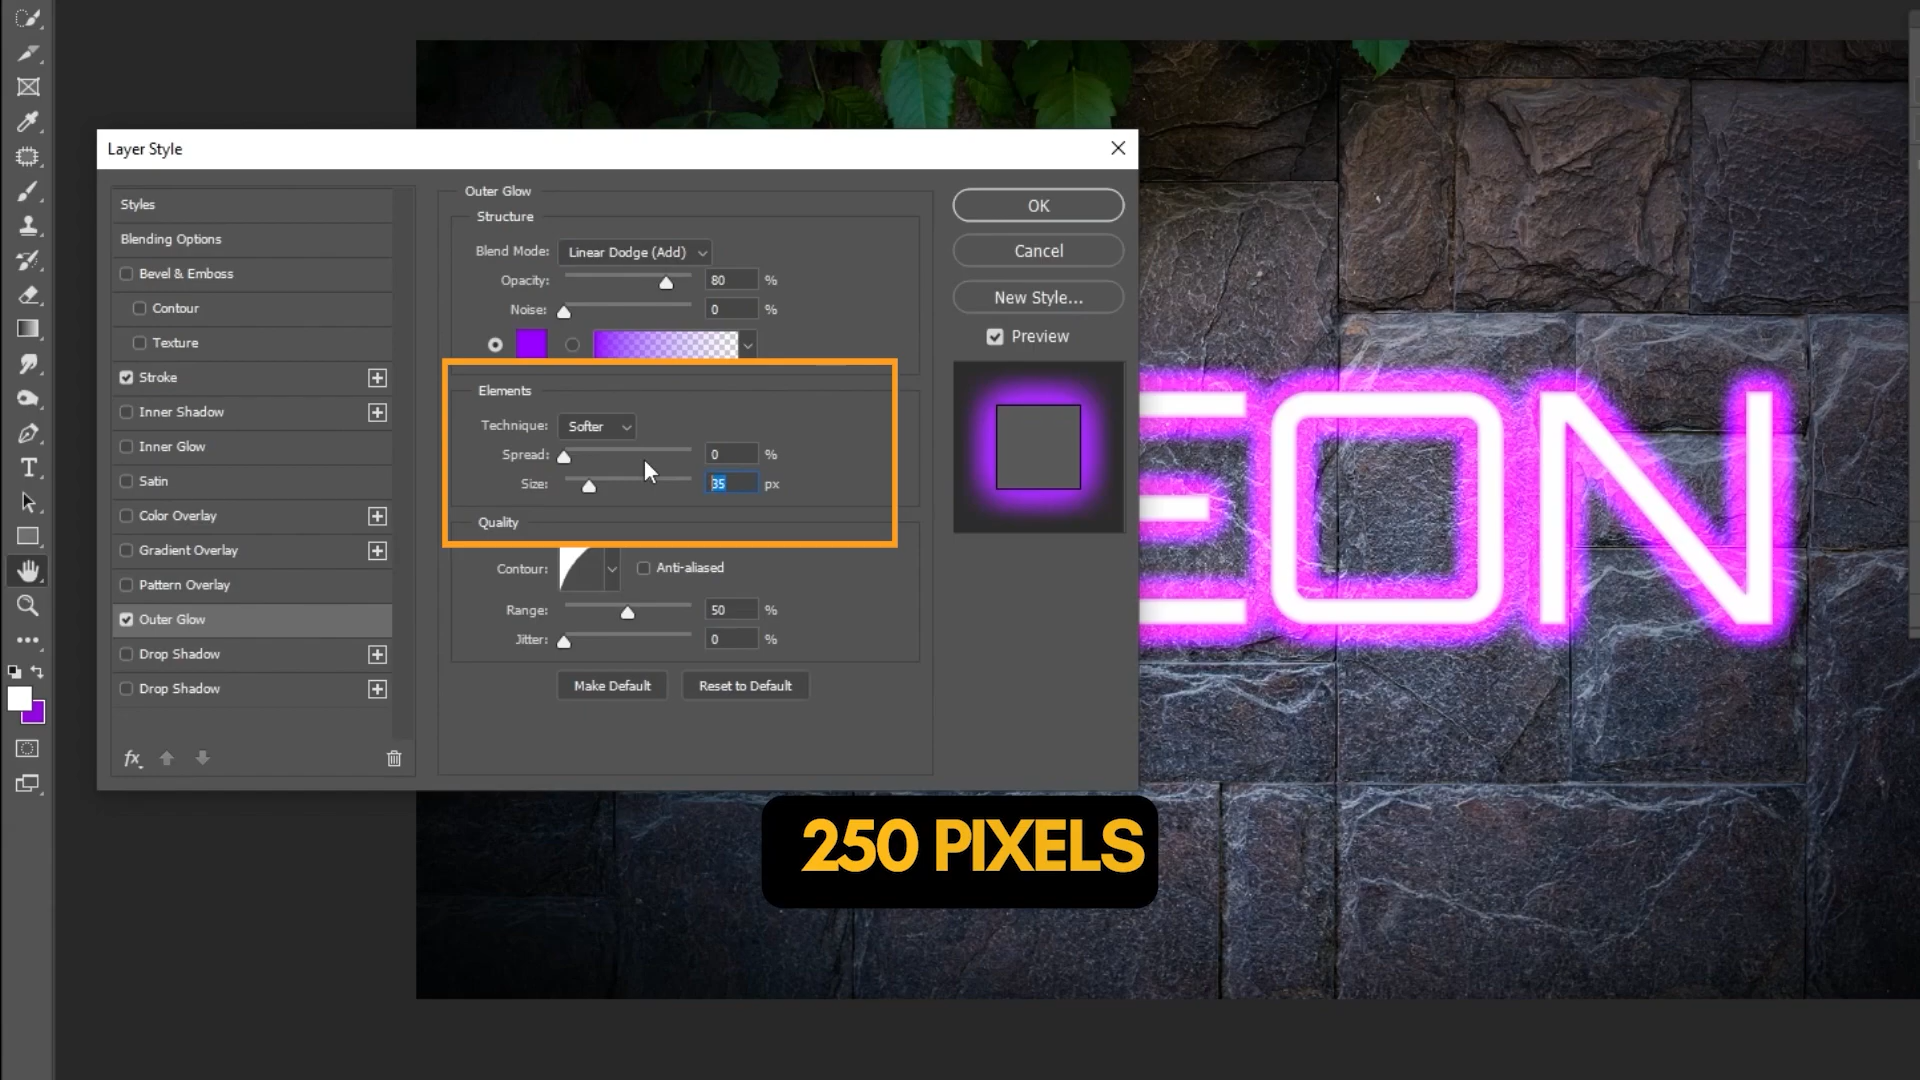 Layer Style
Styles
Blending Options
Bevel & Emboss
Contour
Texture
Stroke
Inner Shadow
Inner Glow
Satin
Color Overlay
Gradient Overlay
Pattern Overlay
Outer Glow
Drop Shadow
Drop Shadow
fx
Outer Glow
Structure
Blend Mode: Linear Dodge (Add)
Opacity: 80 %
Noise: 0 %
Elements
Technique: Softer
Spread: 0 %
Size: 35 px
Quality
Contour: Anti-aliased
Range: 50 %
Jitter: 0 %
Make Default Reset to Default
OK
Cancel
New Style...
Preview
EON
250 PIXELS